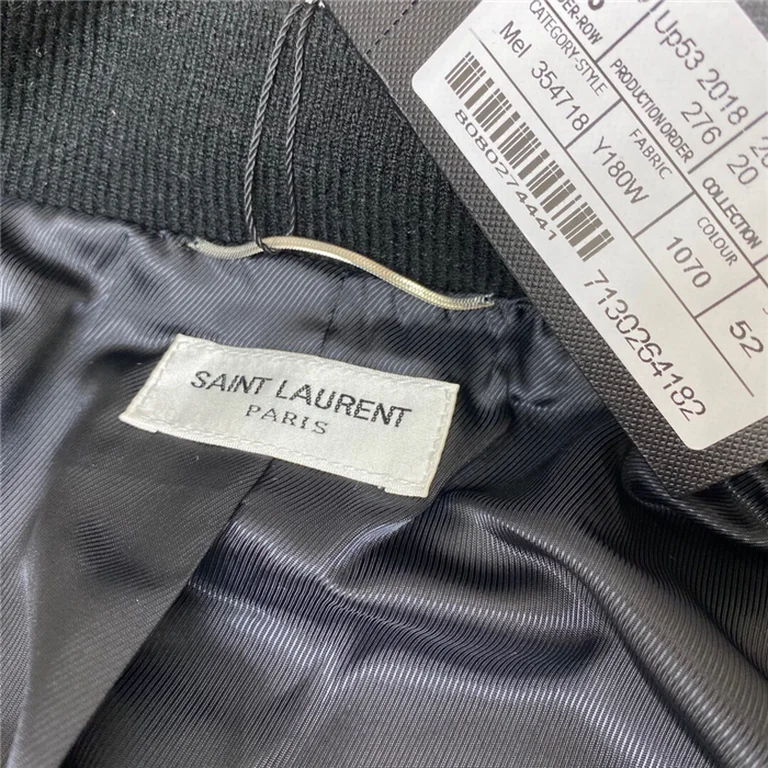 SAINT LAURENT
PARIS
Up53 2018
276
20
PRODUCTION ORDER
COLLECTION
CATEGORY-STYLE
Mel 354718
FABRIC
Y180W
COLOUR
1070
52
8080274441
7130264182